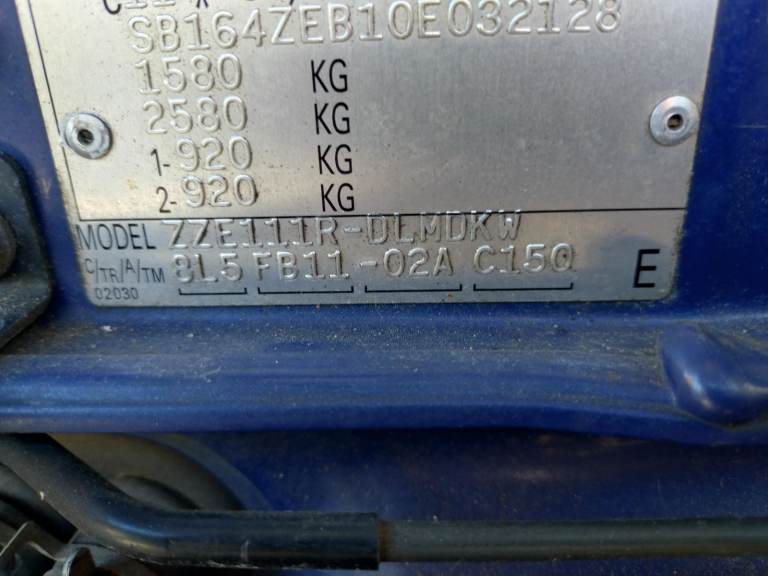 SB164ZEB10E032128
1580 KG
2580 KG
1-920 KG
2-920 KG
MODEL ZZE111R-DLMDKW
C/TR/A/TM 8L5 FB11 -02A C150 E
02030